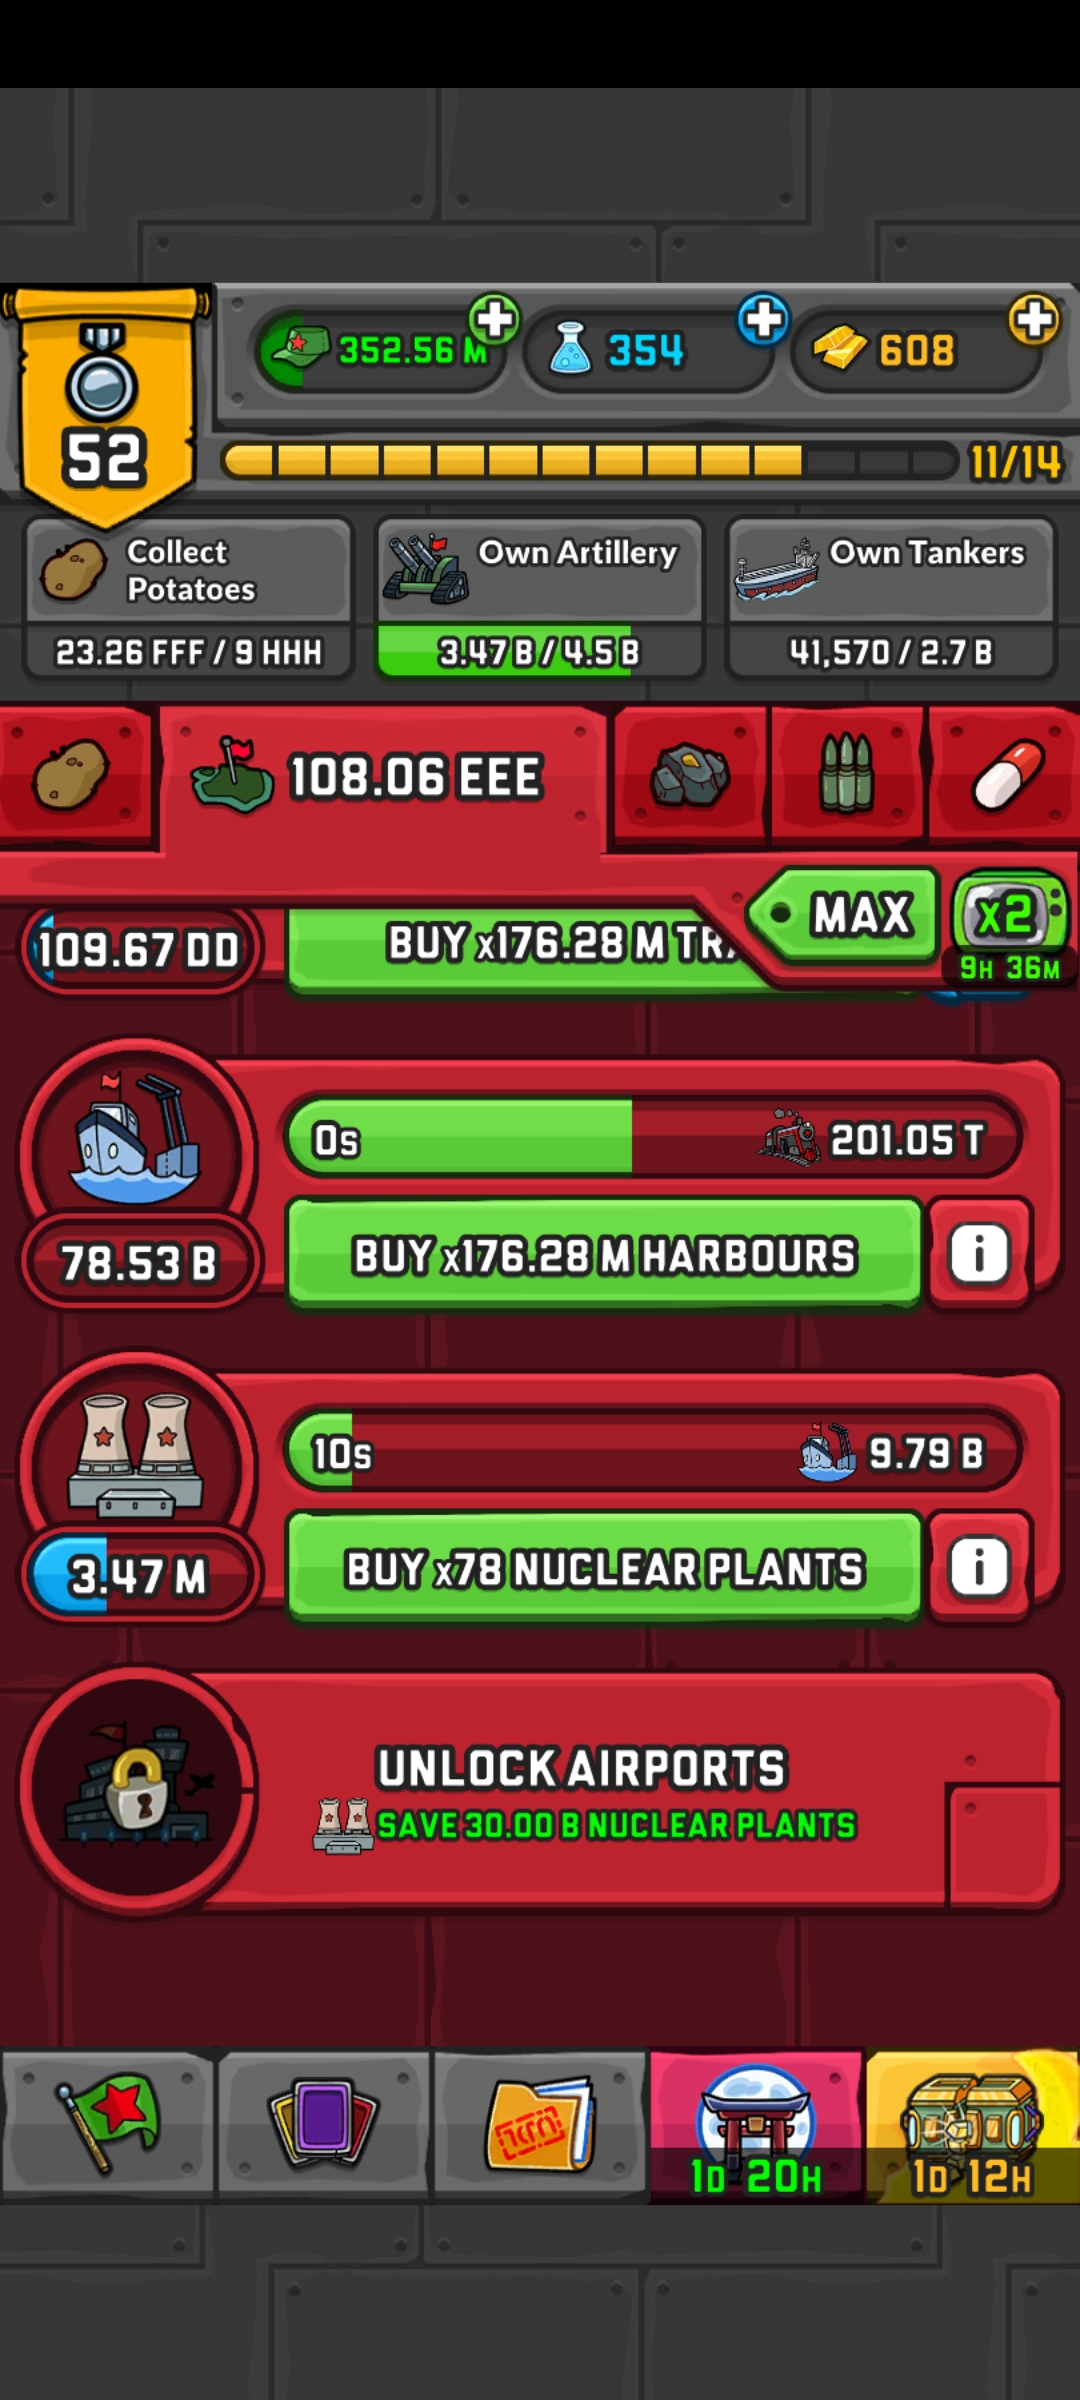 352.56 M
354
608
52
11/14
Collect
Potatoes
Own Artillery
Own Tankers
23.26 FFF / 9 HHH
3.47 B / 4.5 B
41,570 / 2.7 B
108.06 EEE
MAX
x2
9H 36M
109.67 DD
BUY x176.28 M
0s
201.05 T
78.53 B
BUY x176.28 M HARBOURS
i
10s
9.79 B
3.47 M
BUY x78 NUCLEAR PLANTS
i
UNLOCK AIRPORTS
SAVE 30.00 B NUCLEAR PLANTS
1D 20H
1D 12H